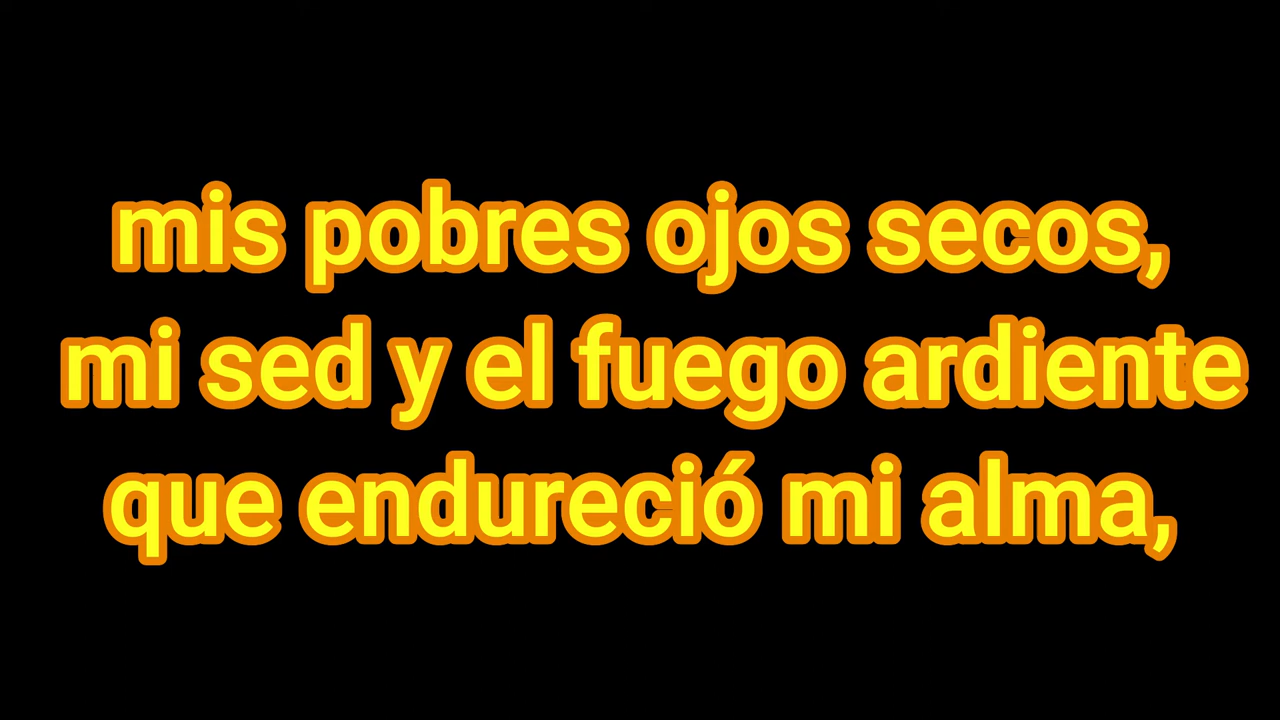 mis pobres ojos secos,
mi sed y el fuego ardiente
que endureció mi alma,